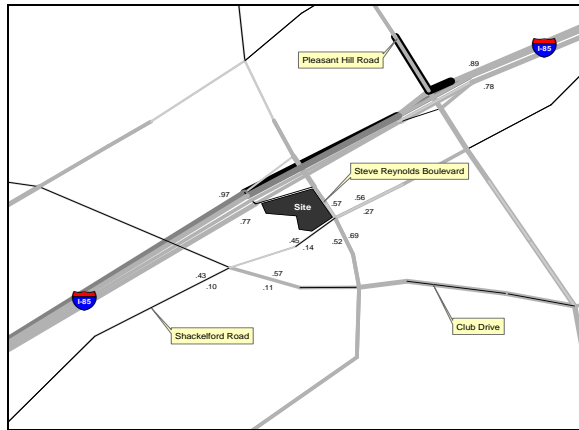 I-85
.89
Pleasant Hill Road
.78
Steve Reynolds Boulevard
.97
.56
.57
Site
.27
.77
.69
.45
.52
.14
.57
.43
.11
.10
I-85
Club Drive
Shackelford Road